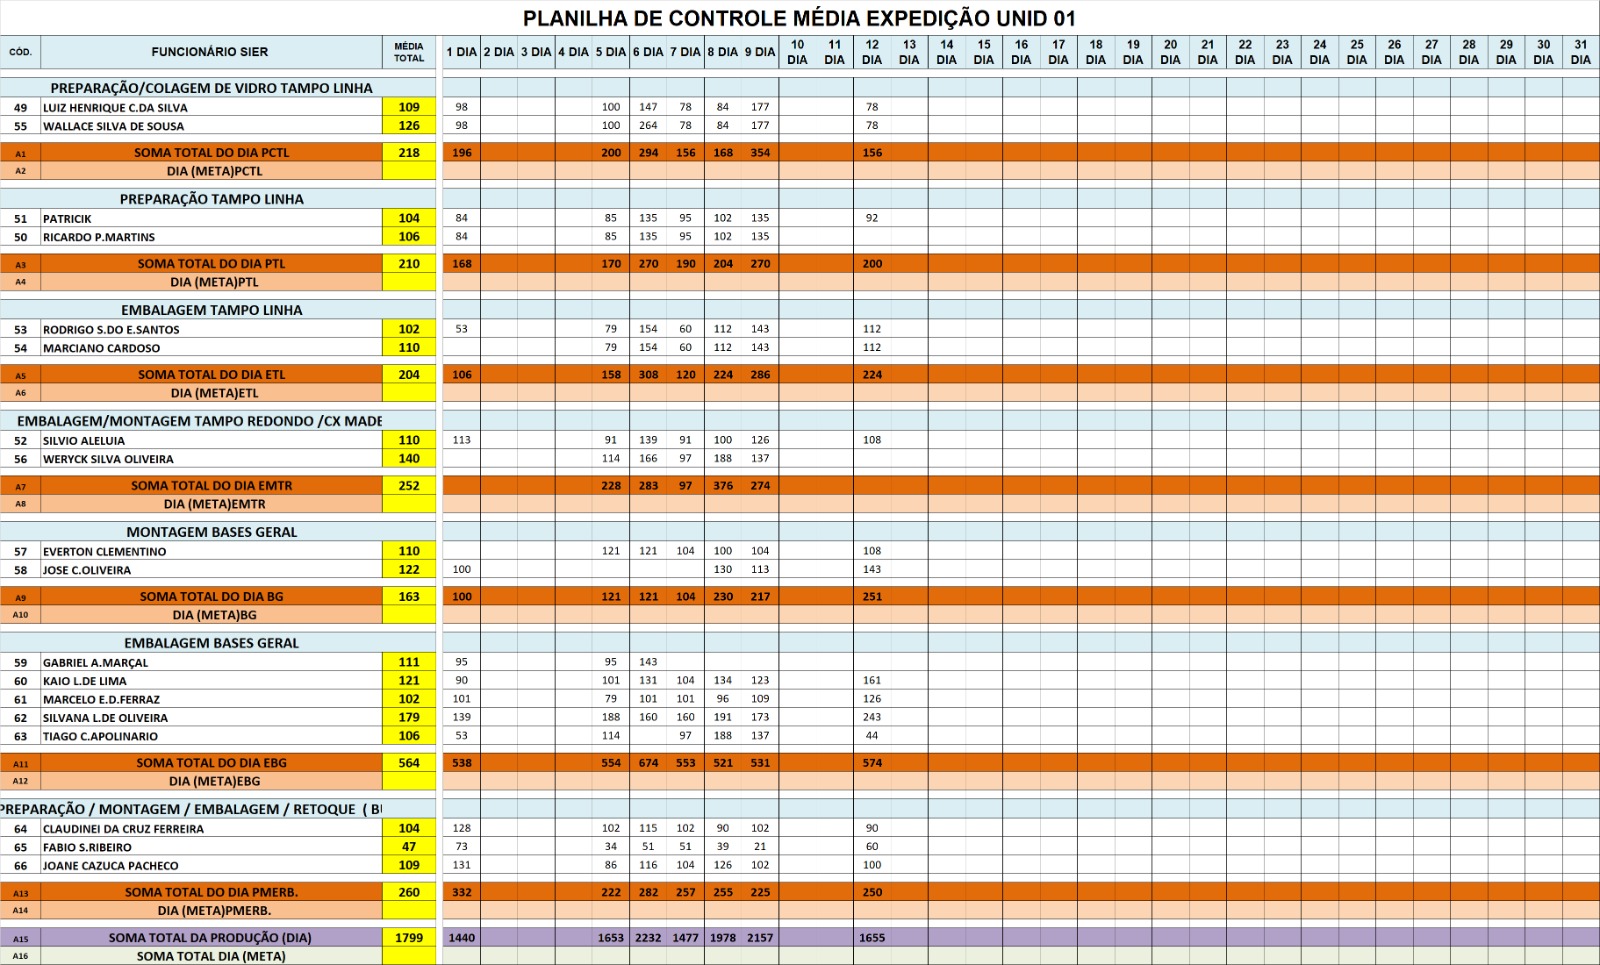 PLANILHA DE CONTROLE MÉDIA EXPEDIÇÃO UNID 01
CÓD. FUNCIONÁRIO SIER MÉDIA TOTAL 1 DIA 2 DIA 3 DIA 4 DIA 5 DIA 6 DIA 7 DIA 8 DIA 9 DIA 10 DIA 11 DIA 12 DIA 13 DIA 14 DIA 15 DIA 16 DIA 17 DIA 18 DIA 19 DIA 20 DIA 21 DIA 22 DIA 23 DIA 24 DIA 25 DIA 26 DIA 27 DIA 28 DIA 29 DIA 30 DIA 31 DIA
PREPARAÇÃO/COLAGEM DE VIDRO TAMPO LINHA
49 LUIZ HENRIQUE C.DA SILVA 109 98 100 147 78 84 177 78
55 WALLACE SILVA DE SOUSA 126 98 100 264 78 84 177 78
A1 SOMA TOTAL DO DIA PCTL 218 196 200 294 156 168 354 156
A2 DIA (META)PCTL
PREPARAÇÃO TAMPO LINHA
51 PATRICIK 104 84 85 135 95 102 135 92
50 RICARDO P.MARTINS 106 84 85 135 95 102 135
A3 SOMA TOTAL DO DIA PTL 210 168 170 270 190 204 270 200
A4 DIA (META)PTL
EMBALAGEM TAMPO LINHA
53 RODRIGO S.DO E.SANTOS 102 53 79 154 60 112 143 112
54 MARCIANO CARDOSO 110 79 154 60 112 143 112
A5 SOMA TOTAL DO DIA ETL 204 106 158 308 120 224 286 224
A6 DIA (META)ETL
EMBALAGEM/MONTAGEM TAMPO REDONDO /CX MADE
52 SILVIO ALELUIA 110 113 91 139 91 100 126 108
56 WERYCK SILVA OLIVEIRA 140 114 166 97 188 137
A7 SOMA TOTAL DO DIA EMTR 252 228 283 97 376 274
A8 DIA (META)EMTR
MONTAGEM BASES GERAL
57 EVERTON CLEMENTINO 110 121 121 104 100 104 108
58 JOSE C.OLIVEIRA 122 100 130 113 143
A9 SOMA TOTAL DO DIA BG 163 100 121 121 104 230 217 251
A10 DIA (META)BG
EMBALAGEM BASES GERAL
59 GABRIEL A.MARÇAL 111 95 95 143
60 KAIO L.DE LIMA 121 90 101 131 104 134 123 161
61 MARCELO E.D.FERRAZ 102 101 79 101 101 96 109 126
62 SILVANA L.DE OLIVEIRA 179 139 188 160 160 191 173 243
63 TIAGO C.APOLINARIO 106 53 114 97 188 137 44
A11 SOMA TOTAL DO DIA EBG 564 538 554 674 553 521 531 574
A12 DIA (META)EBG
PREPARAÇÃO / MONTAGEM / EMBALAGEM / RETOQUE ( BU
64 CLAUDINEI DA CRUZ FERREIRA 104 128 102 115 102 90 102 90
65 FABIO S.RIBEIRO 47 73 34 51 51 39 21 60
66 JOANE CAZUCA PACHECO 109 131 86 116 104 126 102 100
A13 SOMA TOTAL DO DIA PMERB. 260 332 222 282 257 255 225 250
A14 DIA (META)PMERB.
A15 SOMA TOTAL DA PRODUÇÃO (DIA) 1799 1440 1653 2232 1477 1978 2157 1655
A16 SOMA TOTAL DIA (META)